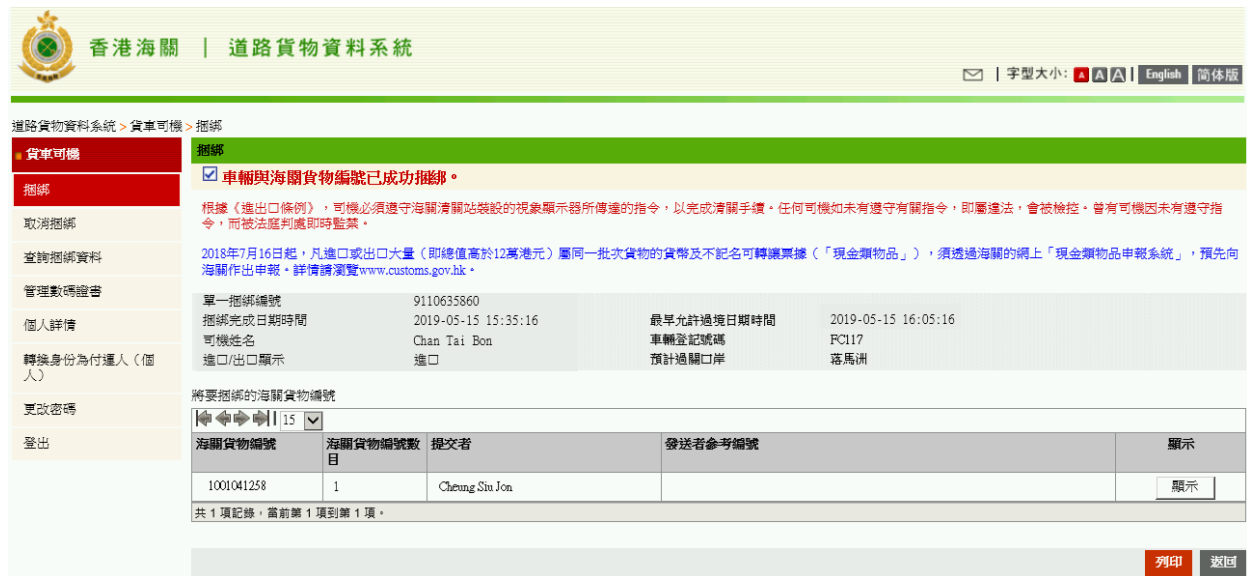 香港海關 | 道路貨物資料系統
| 字型大小: A A A | English 简体版
道路貨物資料系統 > 貨車司機 > 捆綁
貨車司機
捆綁
取消捆綁
查詢捆綁資料
管理數碼證書
個人詳情
轉換身份為付運人（個
人）
更改密碼
登出
捆綁
車輛與海關貨物編號已成功捆綁。
根據《進出口條例》，司機必須遵守海關清關站裝設的視象顯示器所傳達的指令，以完成清關手續。任何司機如未有遵守有關指令，即屬違法，會被檢控。曾有司機因未有遵守指
令，而被法庭判處即時監禁。
2018年7月16日起，凡進口或出口大量（即總值高於12萬港元）屬同一批次貨物的貨幣及不記名可轉讓票據（「現金類物品」），須透過海關的網上「現金類物品申報系統」，預先向
海關作出申報。詳情請瀏覽www.customs.gov.hk。
單一捆綁編號 9110635860
捆綁完成日期時間 2019-05-15 15:35:16 最早允許過境日期時間 2019-05-15 16:05:16
司機姓名 Chan Tai Bon 車輛登記號碼 FC117
進口/出口顯示 進口 預計過關口岸 落馬洲
將要捆綁的海關貨物編號
15
海關貨物編號 海關貨物編號數 提交者 發送者參考編號 顯示
目
1001041258 1 Cheung Siu Jon 顯示
共 1 項記錄，當前第 1 項到第 1 項。
列印 返回